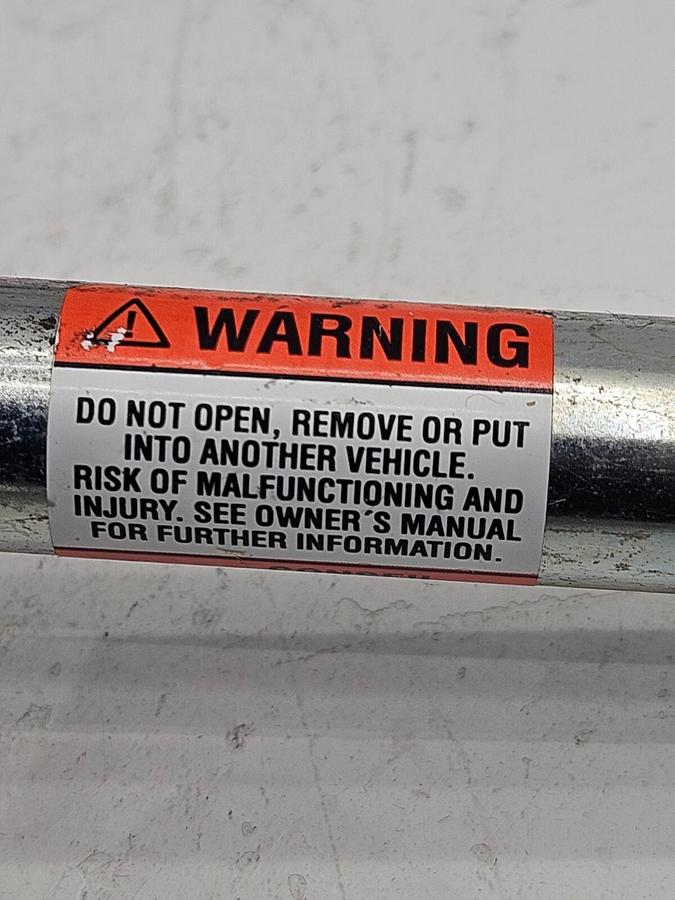 WARNING
DO NOT OPEN, REMOVE OR PUT
INTO ANOTHER VEHICLE.
RISK OF MALFUNCTIONING AND
INJURY. SEE OWNER´S MANUAL
FOR FURTHER INFORMATION.